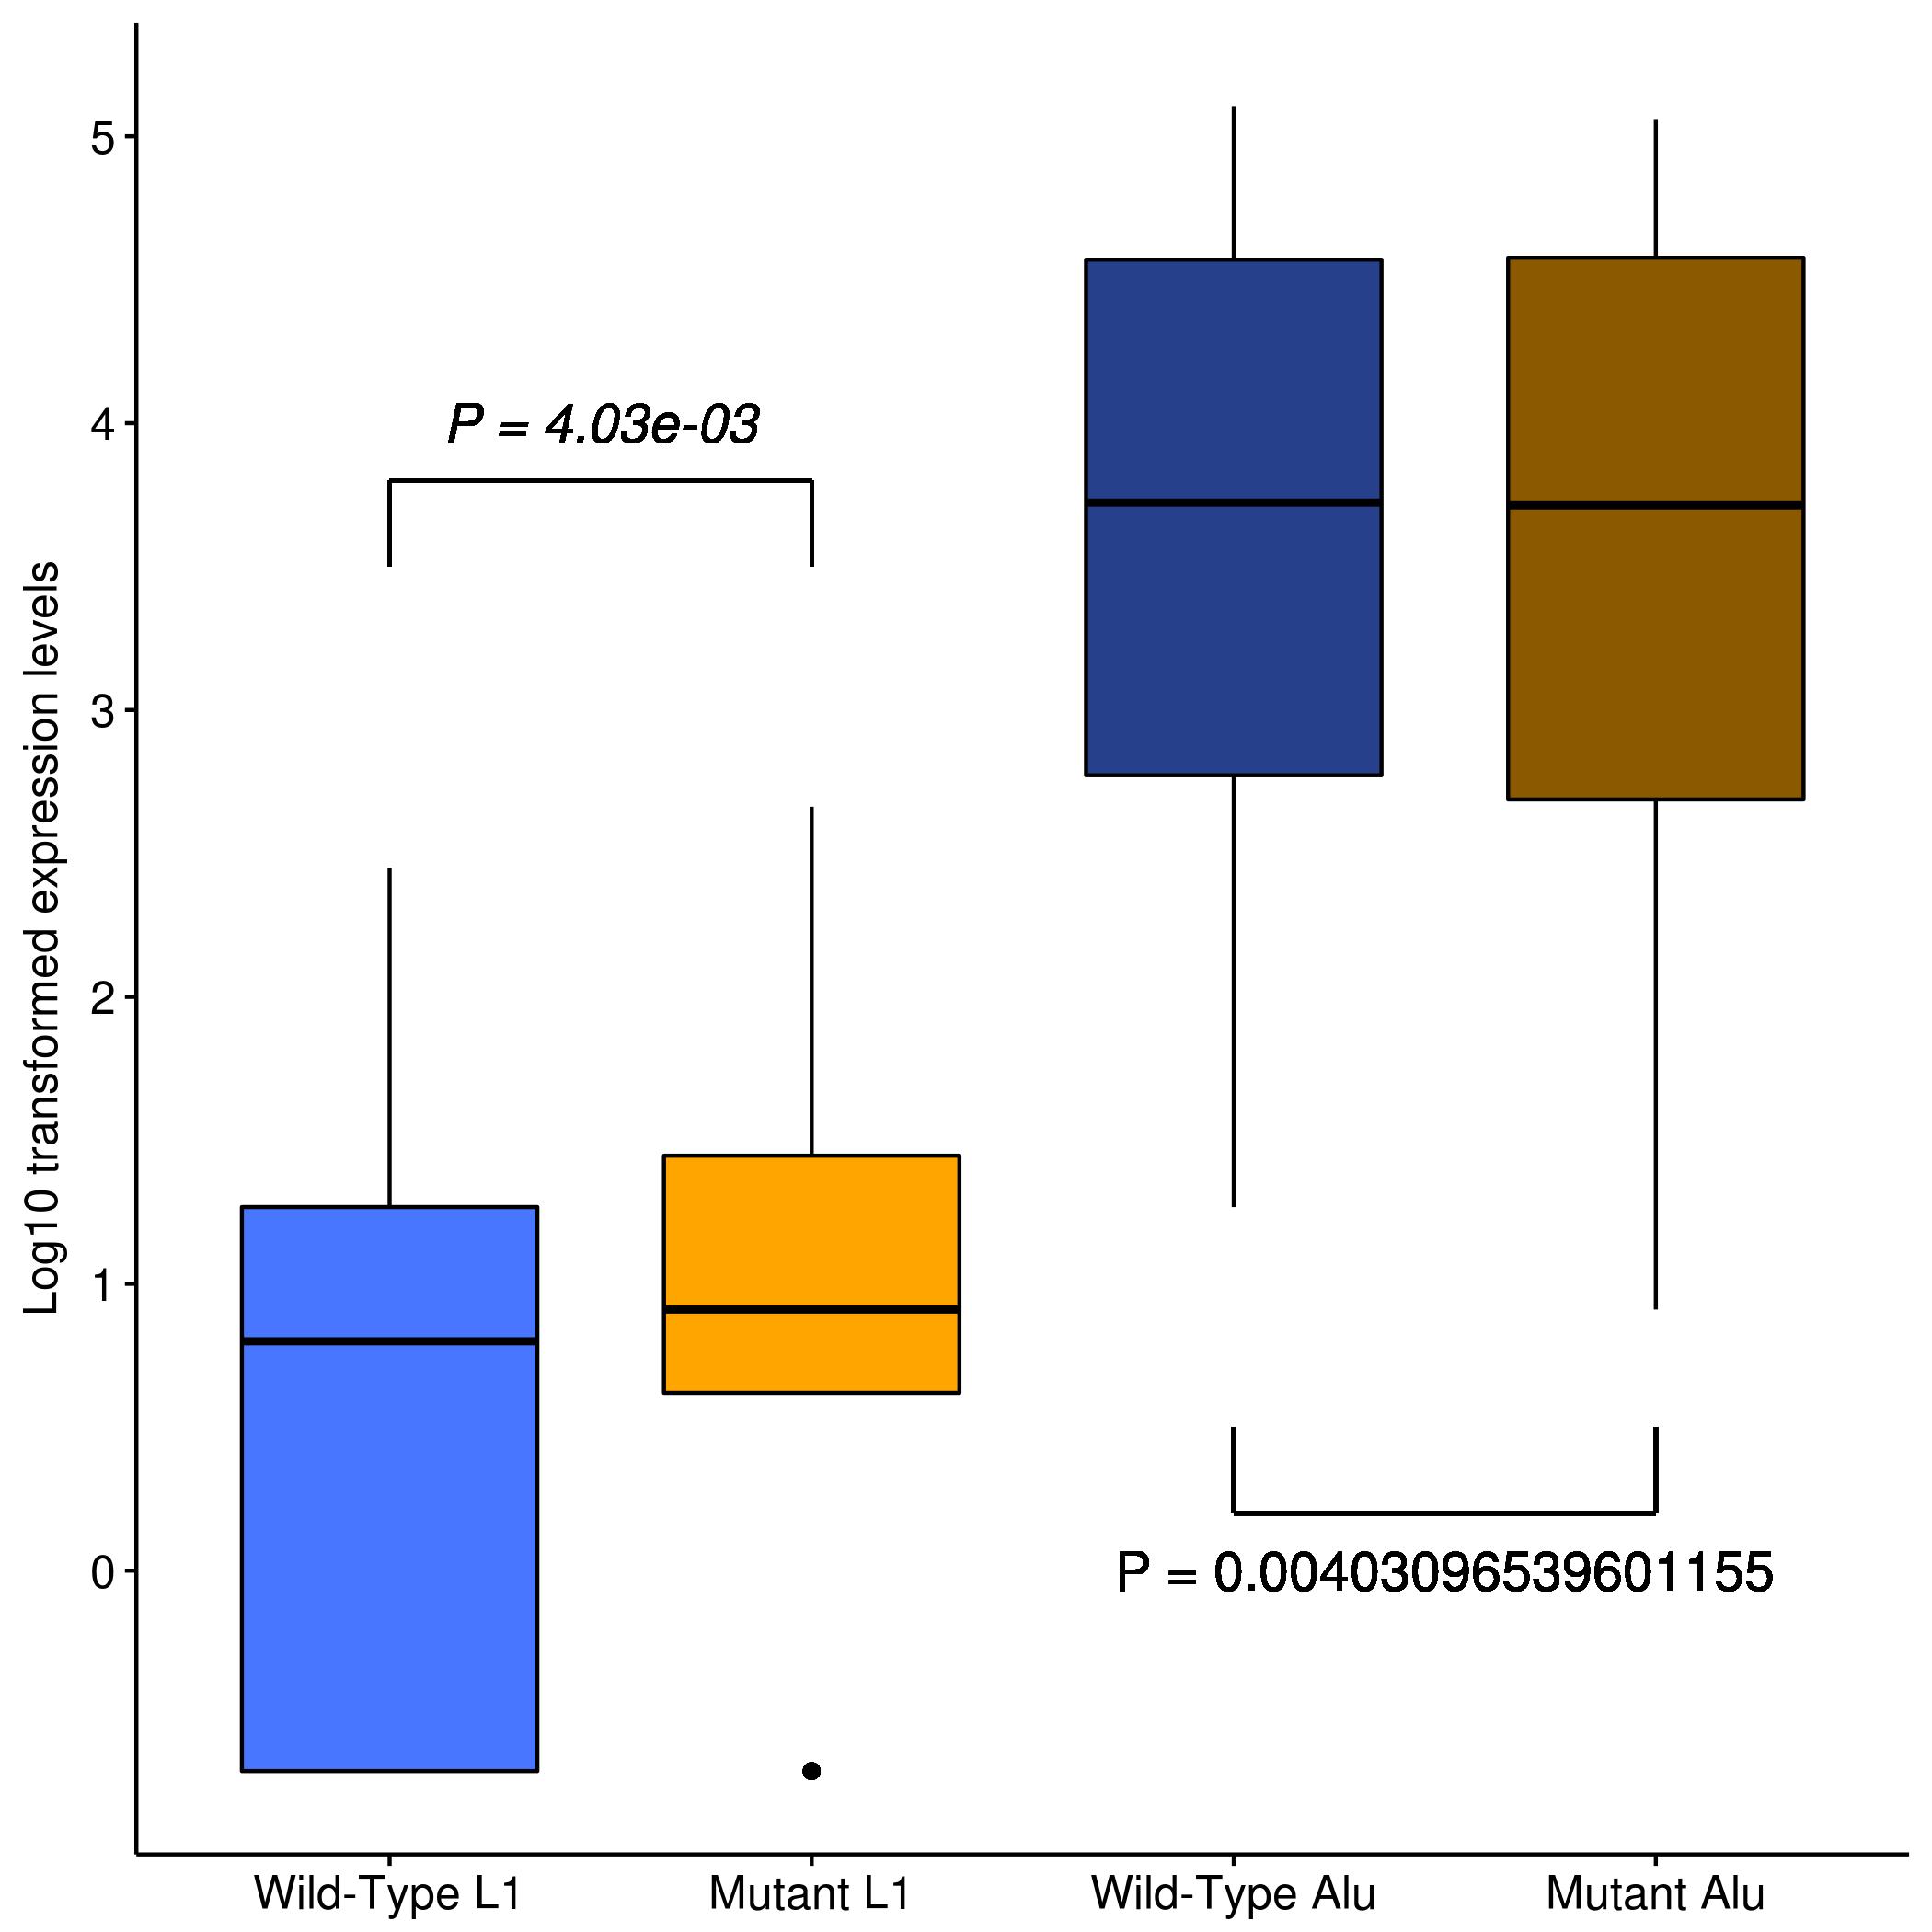 5
4
3
2
1
0
Log10 transformed expression levels
P = 4.03e-03
P = 0.00403096539601155
Wild-Type L1
Mutant L1
Wild-Type Alu
Mutant Alu